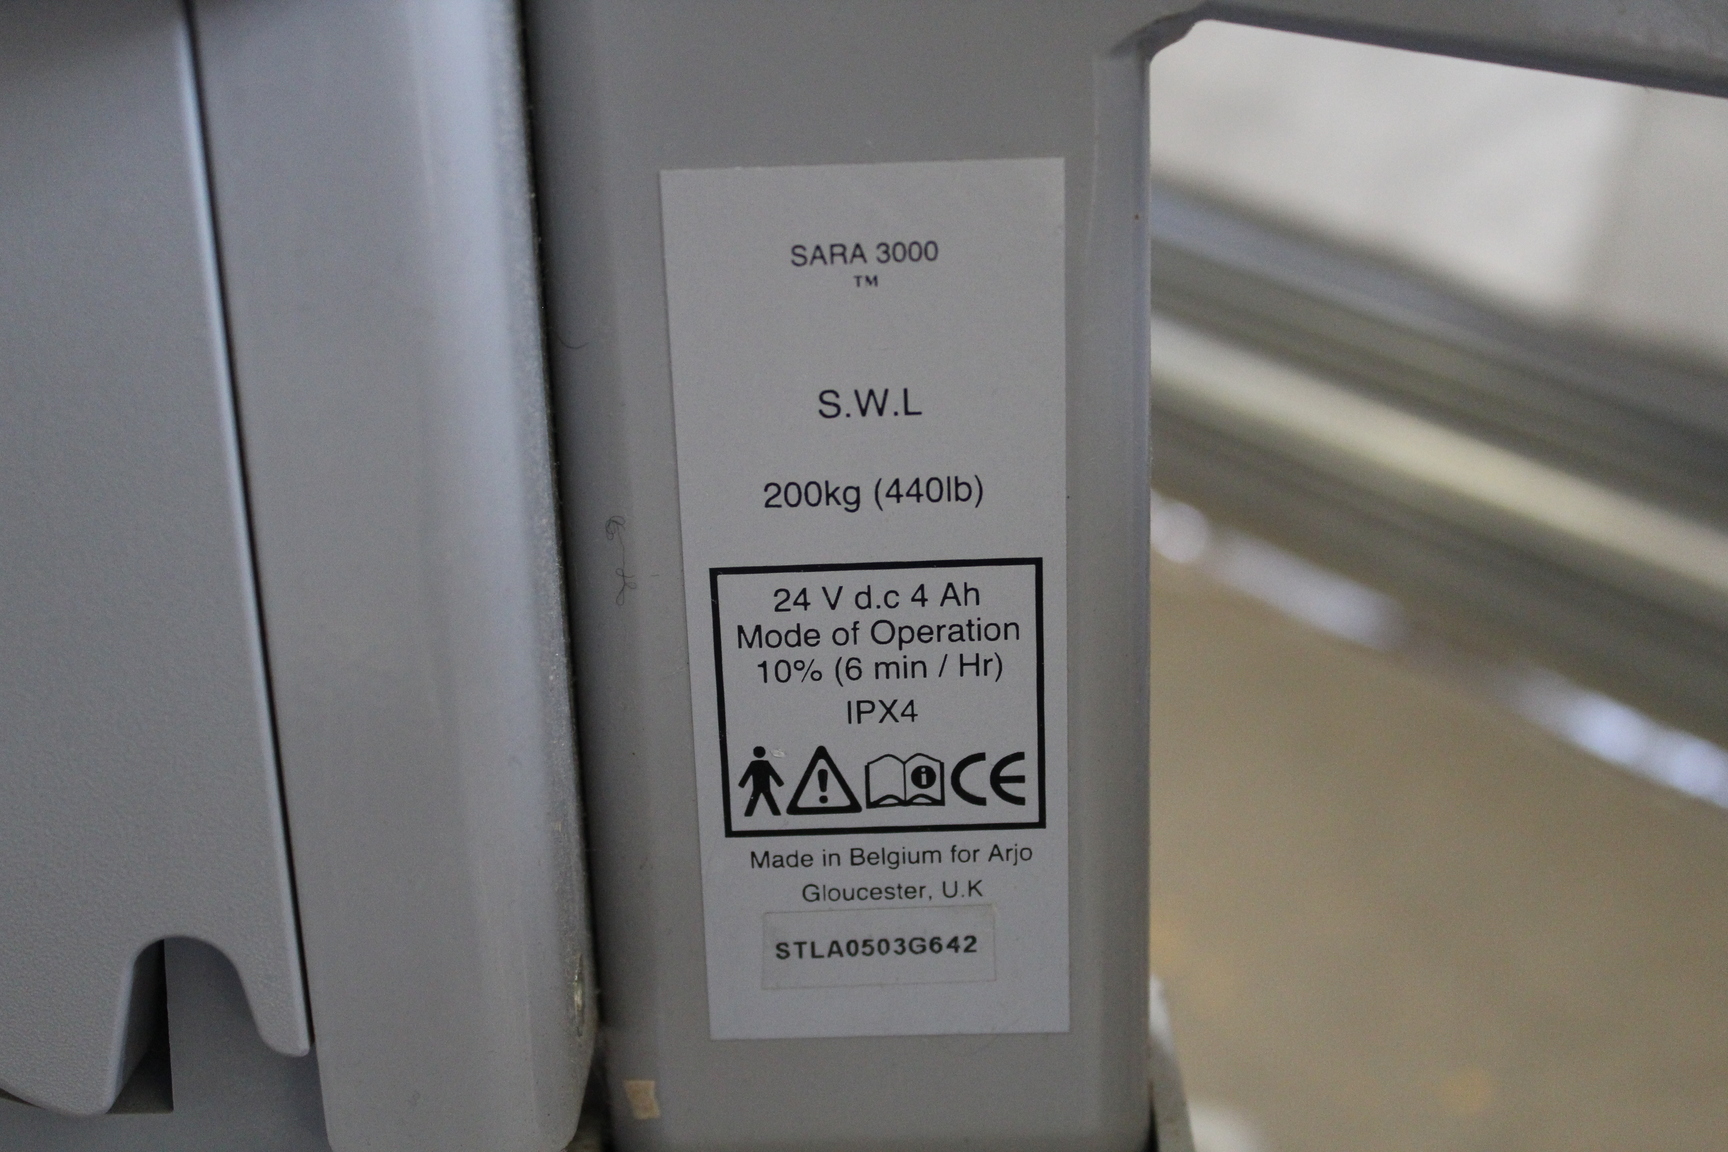 SARA 3000
TM
S.W.L
200kg (440lb)
24 V d.c 4 Ah
Mode of Operation
10% (6 min / Hr)
IPX4
CE
Made in Belgium for Arjo
Gloucester, U.K
STLA0503G642